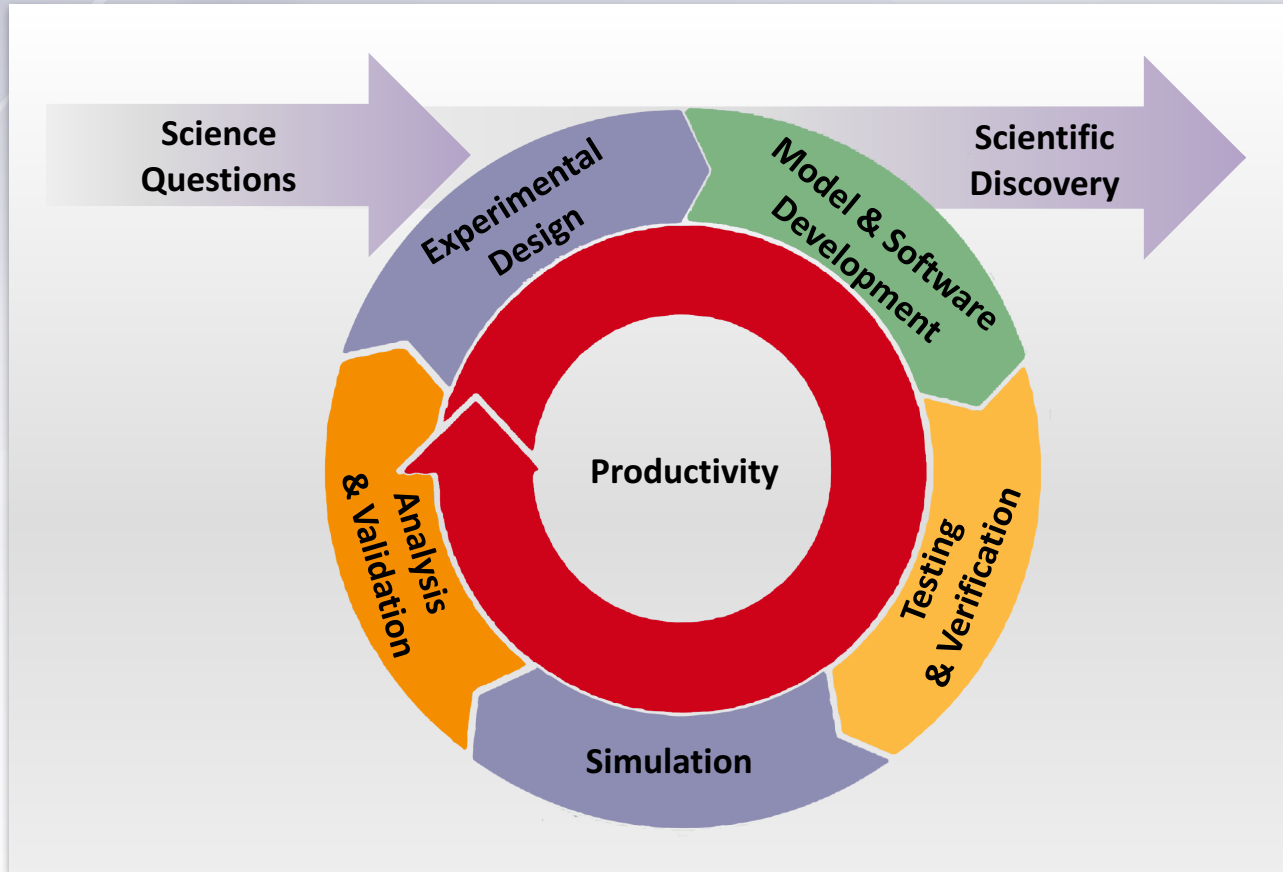 Science
Questions
Experimental
Design
Model & Software
Development
Scientific
Discovery
Testing
& Verification
Simulation
Analysis
& Validation
Productivity